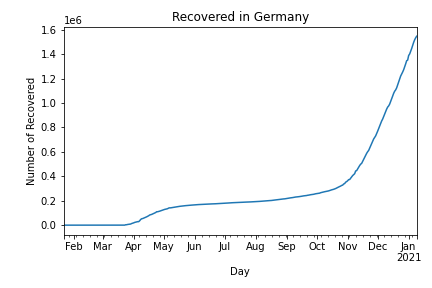 Recovered in Germany
1e6
Number of Recovered
1.6
1.4
1.2
1.0
0.8
0.6
0.4
0.2
0.0
Feb Mar Apr May Jun Jul Aug Sep Oct Nov Dec Jan
2021
Day